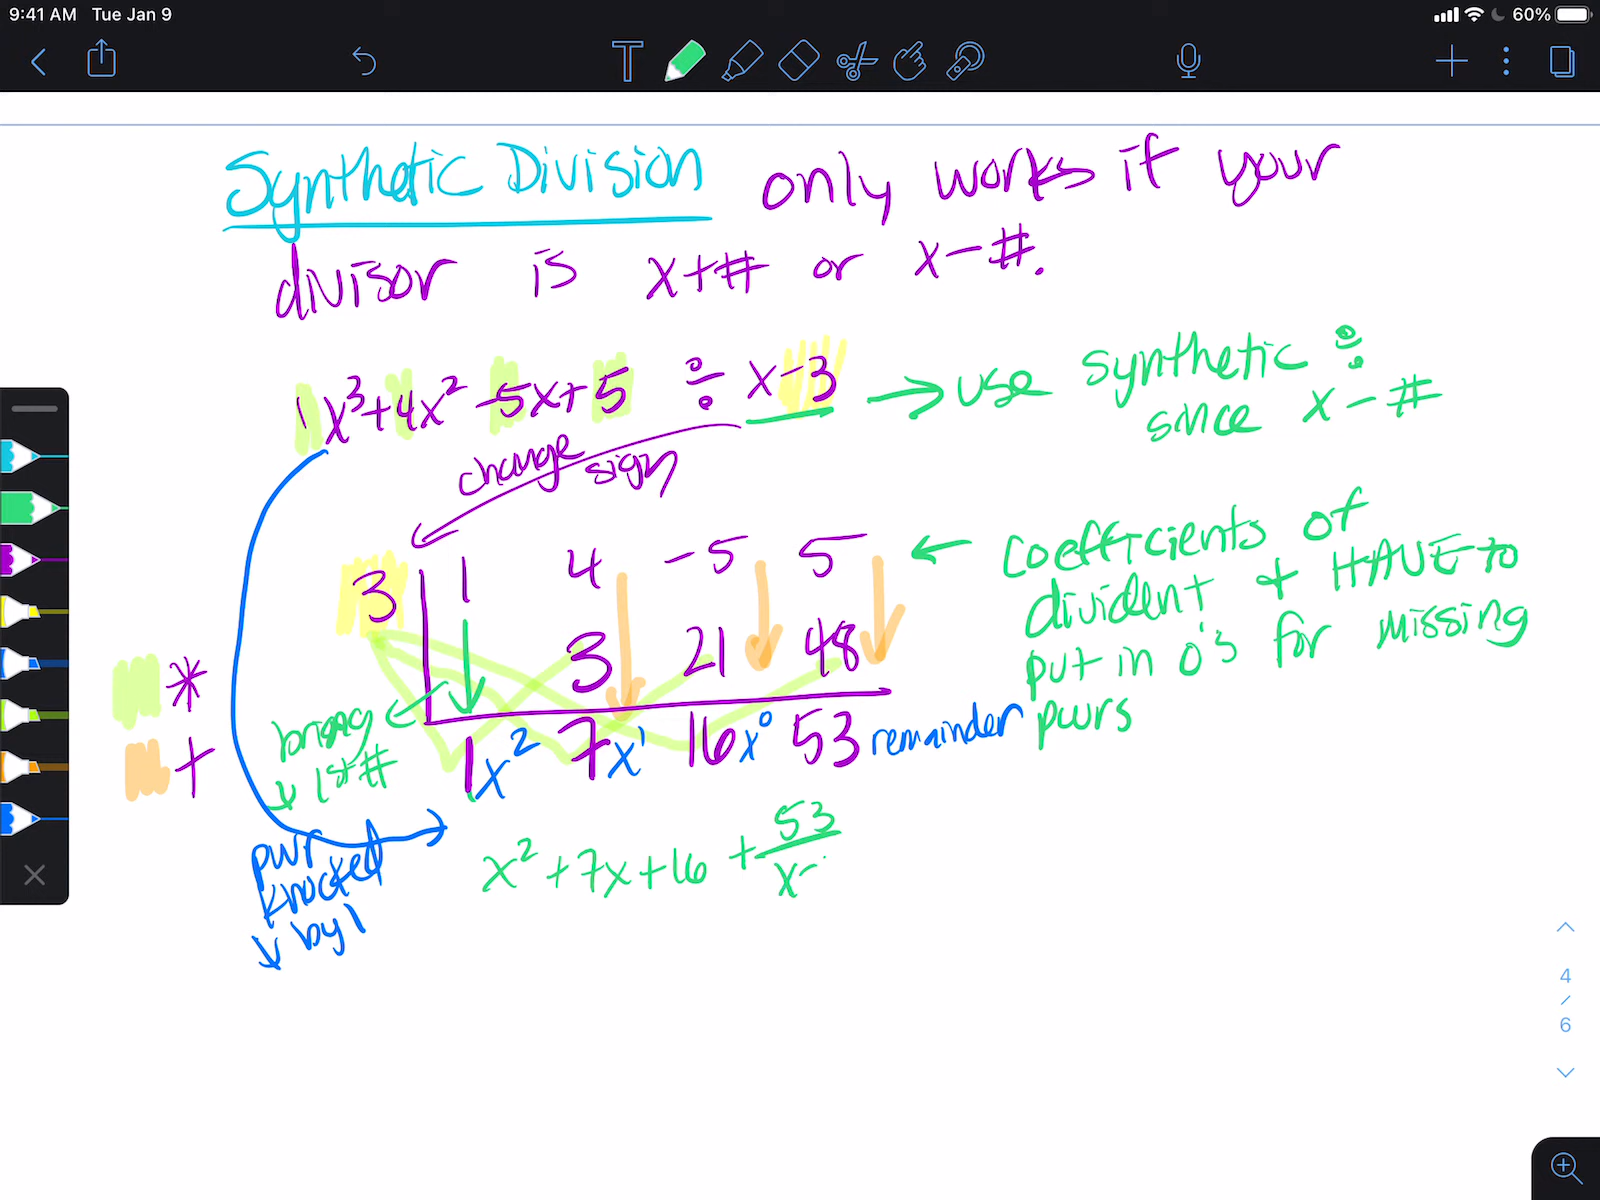 9:41 AM Tue Jan 9
60%
Synthetic Division only works if your
divisor is x+# or x-#.
1x³+4x²-5x+5 ÷ x-3 → use synthetic ÷
since x-#
change sign
3 1 4 -5 5 ← coefficients of
divident + HAVE to
put in 0's for missing
pwrs
3 21 48
1x² 7x¹ 16x⁰ 53 remainder
*
+
bring
↓ 1st #
pwr
knocked
↓ by 1
x²+7x+16 + 53
x-
4
/
6